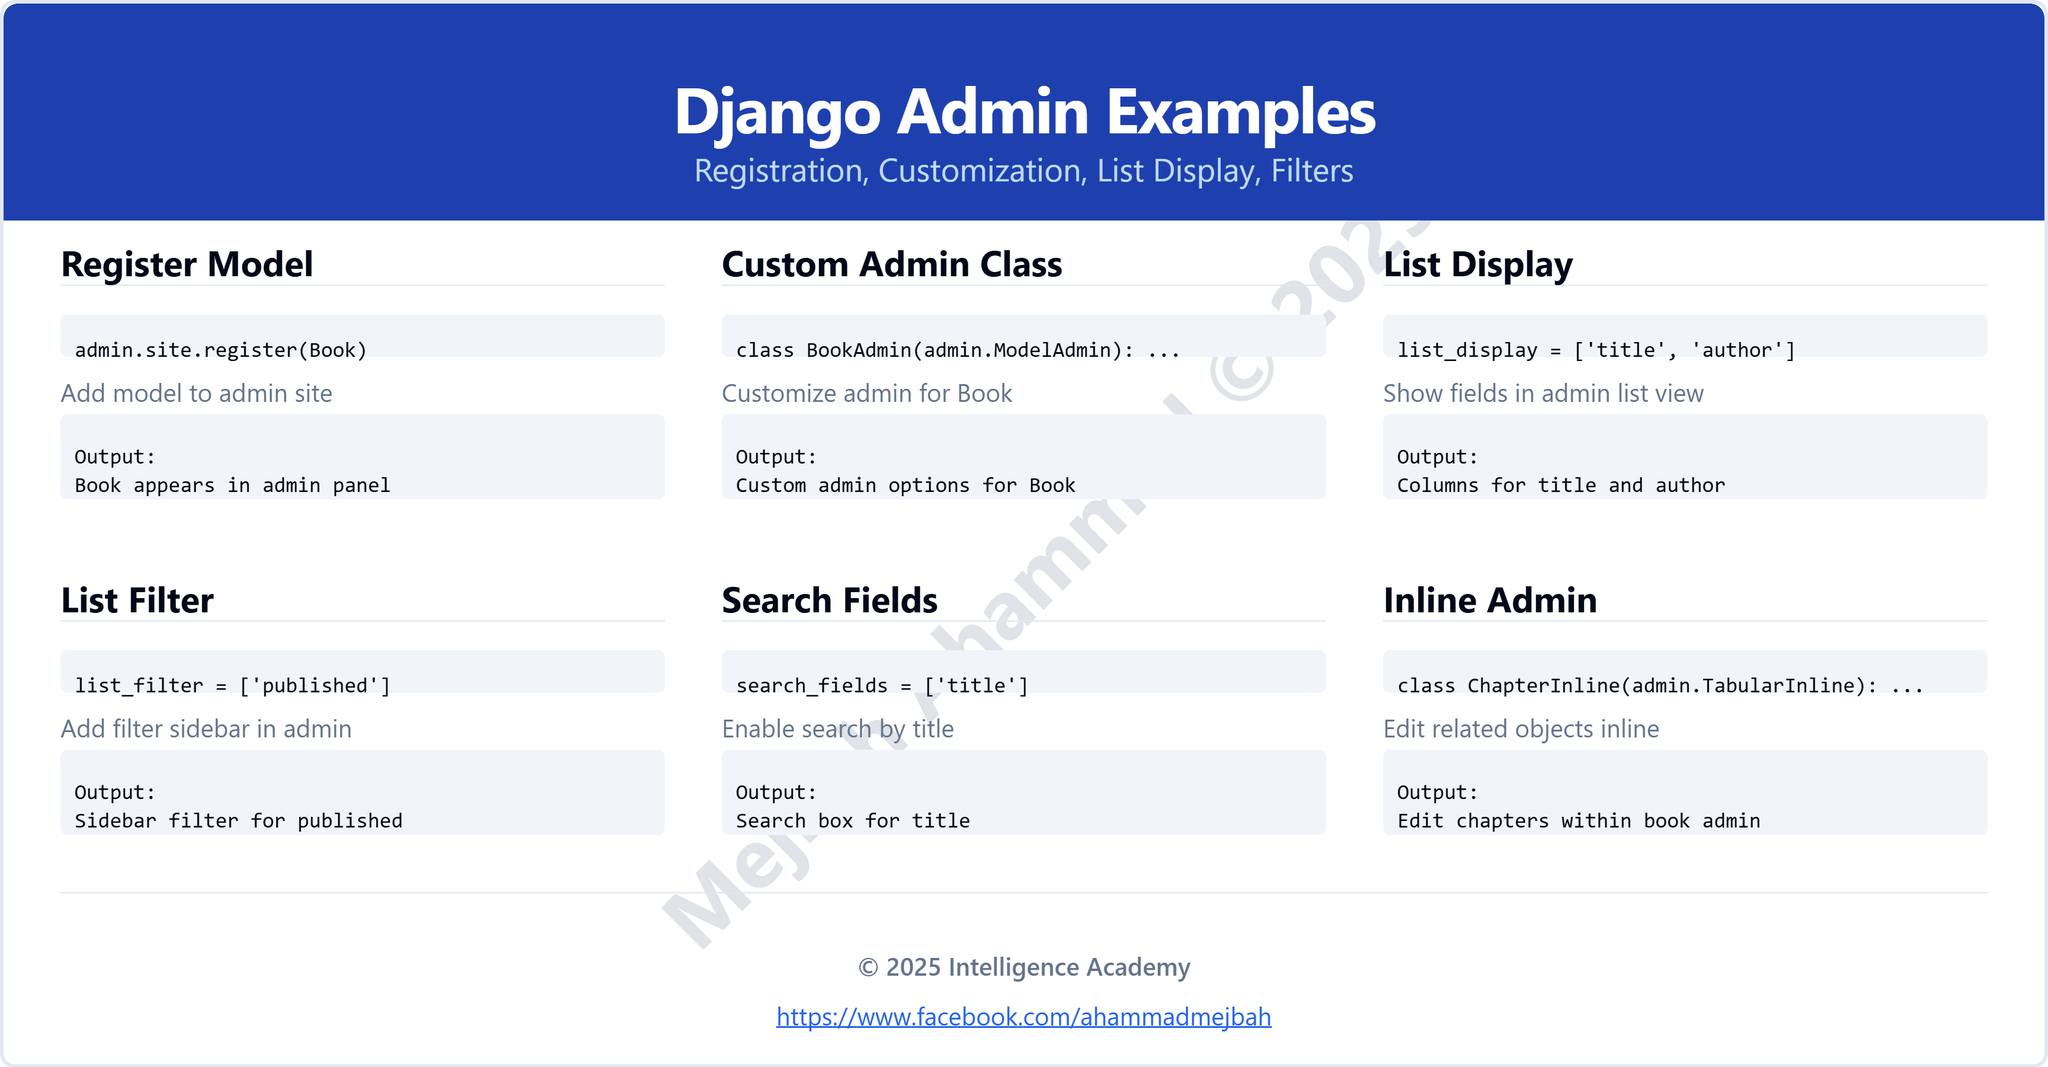 Django Admin Examples
Registration, Customization, List Display, Filters
Register Model
admin.site.register(Book)
Add model to admin site
Output:
Book appears in admin panel
Custom Admin Class
class BookAdmin(admin.ModelAdmin): ...
Customize admin for Book
Output:
Custom admin options for Book
List Display
list_display = ['title', 'author']
Show fields in admin list view
Output:
Columns for title and author
List Filter
list_filter = ['published']
Add filter sidebar in admin
Output:
Sidebar filter for published
Search Fields
search_fields = ['title']
Enable search by title
Output:
Search box for title
Inline Admin
class ChapterInline(admin.TabularInline): ...
Edit related objects inline
Output:
Edit chapters within book admin
© 2025 Intelligence Academy
https://www.facebook.com/ahammadmejbah